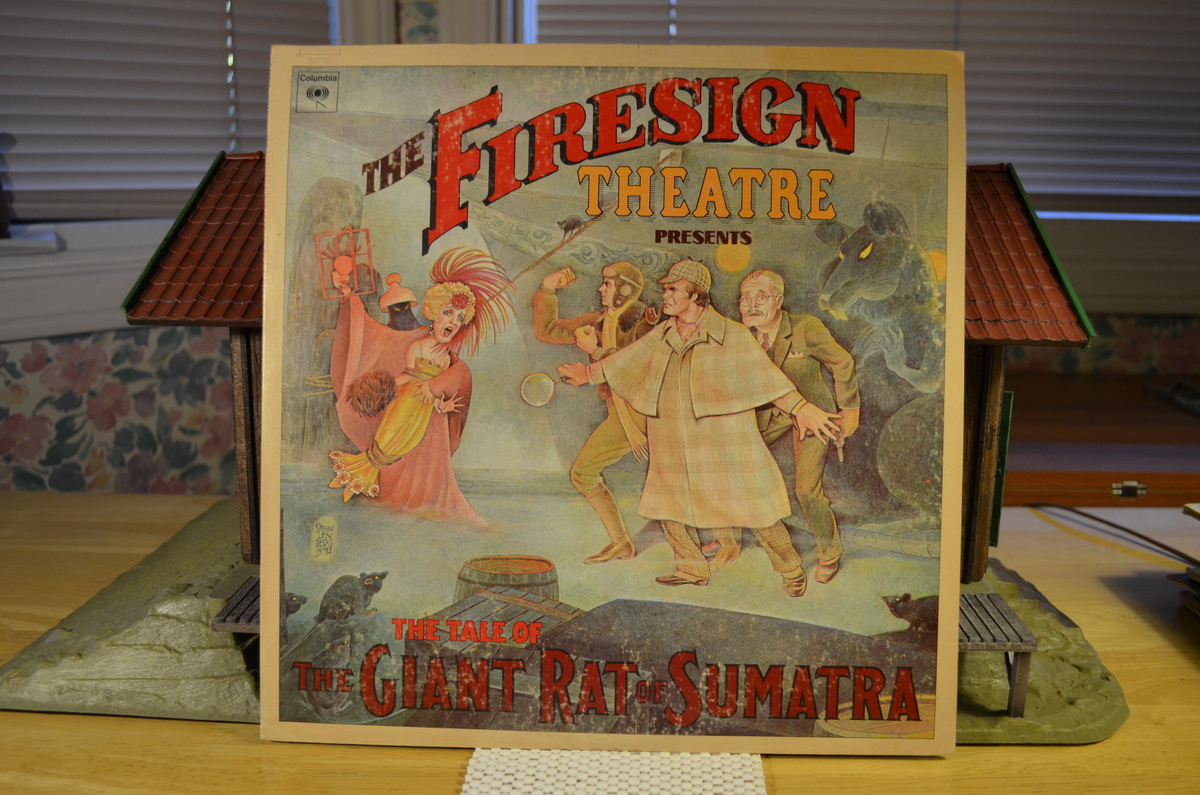 Columbia
THE FIRESIGN
THEATRE
PRESENTS
THE TALE OF
THE GIANT RAT OF SUMATRA